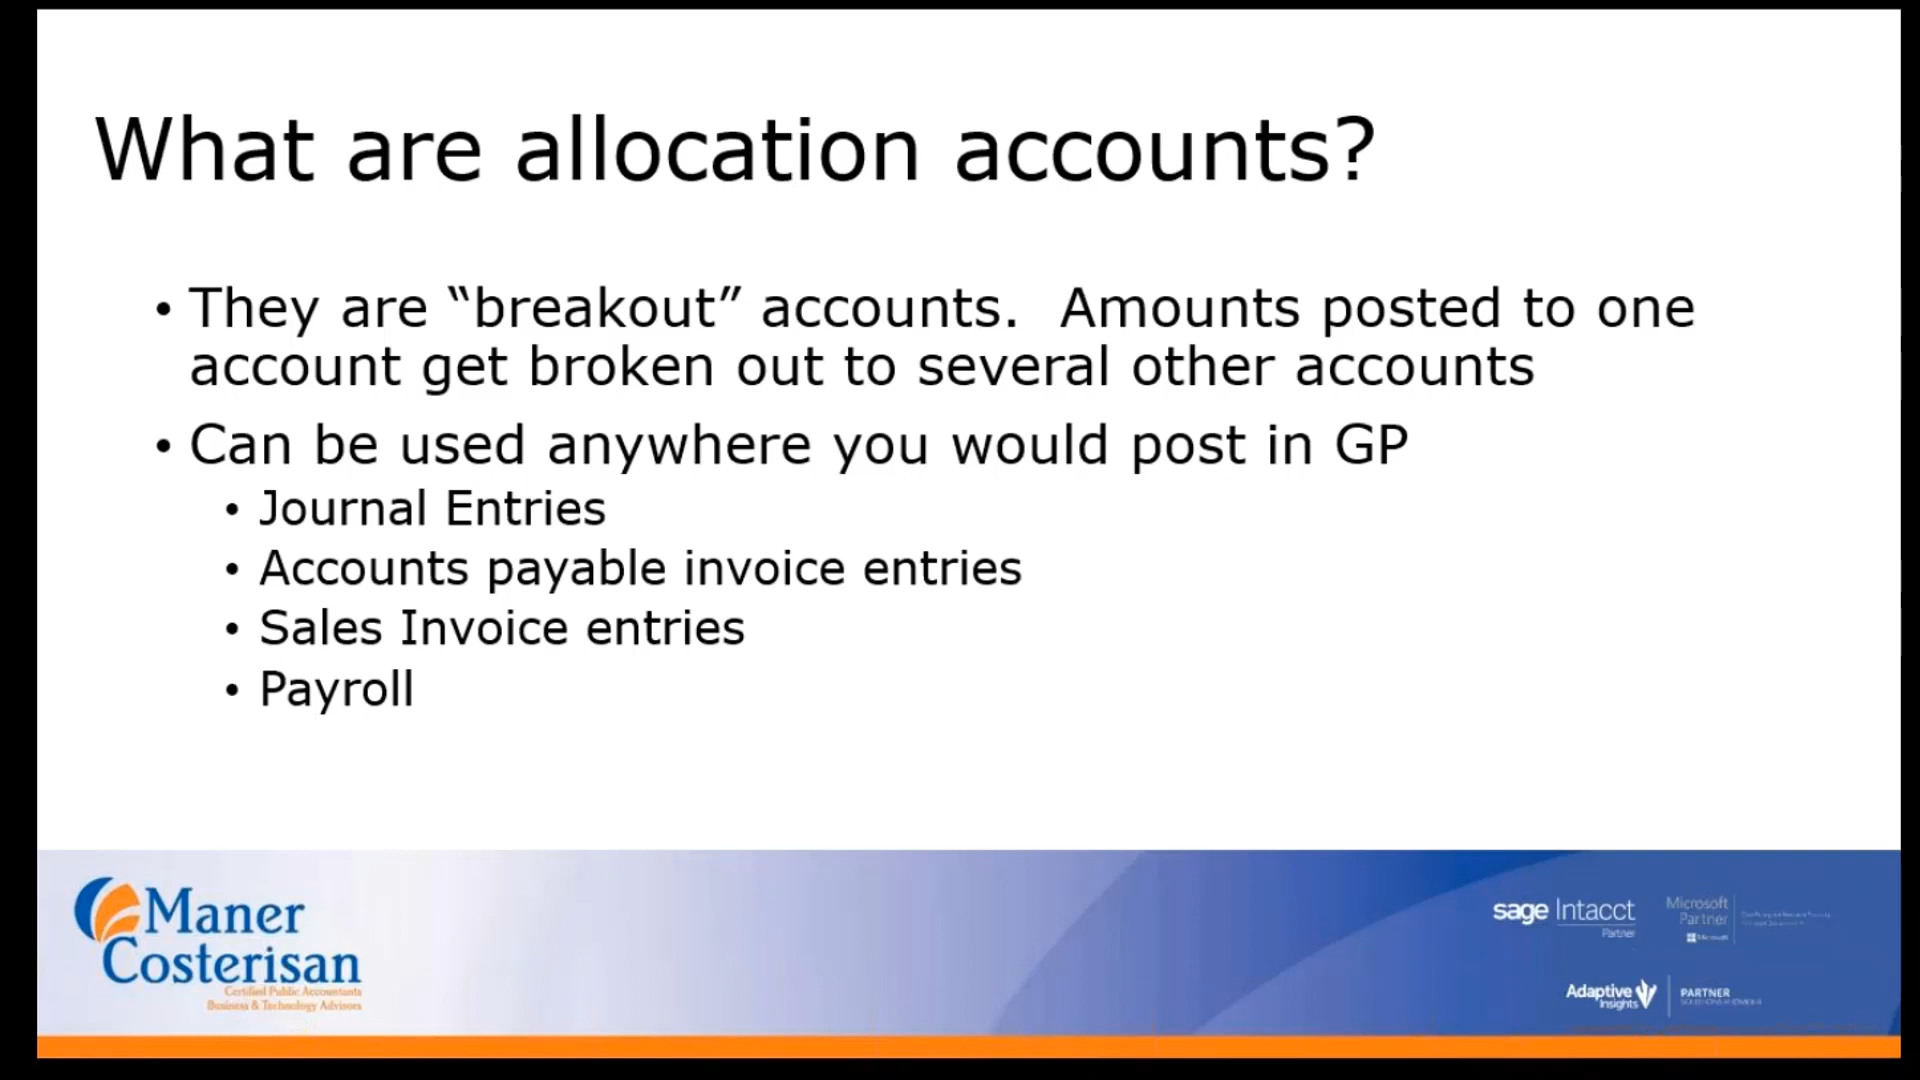 What are allocation accounts?
• They are “breakout” accounts.  Amounts posted to one
account get broken out to several other accounts
• Can be used anywhere you would post in GP
• Journal Entries
• Accounts payable invoice entries
• Sales Invoice entries
• Payroll
Maner
Costerisan
Certified Public Accountants
Business & Technology Advisors
sage Intacct
Partner
Microsoft
Partner
Microsoft
Adaptive
Insights
PARTNER